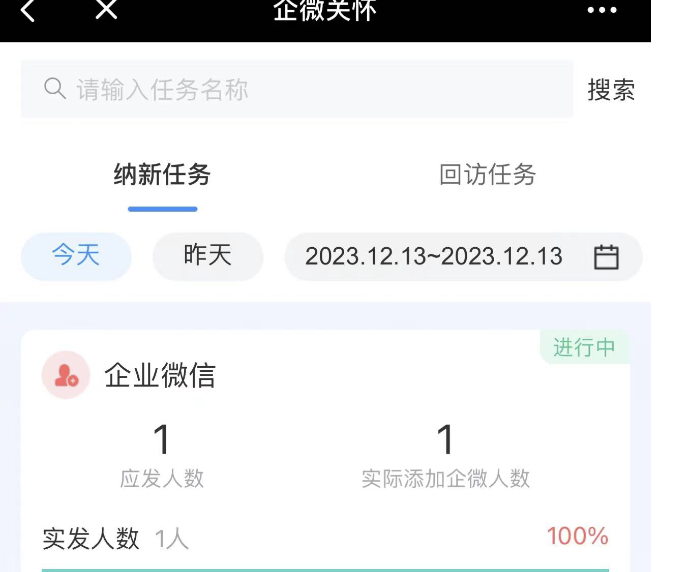 企微关怀
请输入任务名称 搜索
纳新任务 回访任务
今天 昨天 2023.12.13~2023.12.13
进行中
企业微信
1 1
应发人数 实际添加企微人数
实发人数 1人 100%